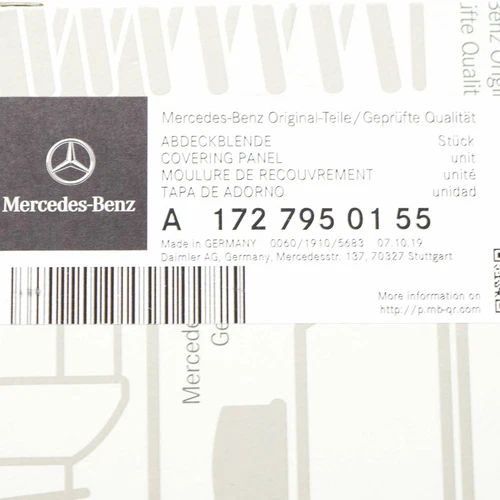 Mercedes-Benz
Mercedes-Benz Original-Teile/Geprüfte Qualität
ABDECKBLENDE Stück
COVERING PANEL unit
MOULURE DE RECOUVREMENT unité
TAPA DE ADORNO unidad
A 172 795 01 55
Made in GERMANY 0060/1910/5683 07.10.19
Daimler AG, Germany, Mercedesstr. 137, 70327 Stuttgart
More information on
http://p.mb-qr.com/